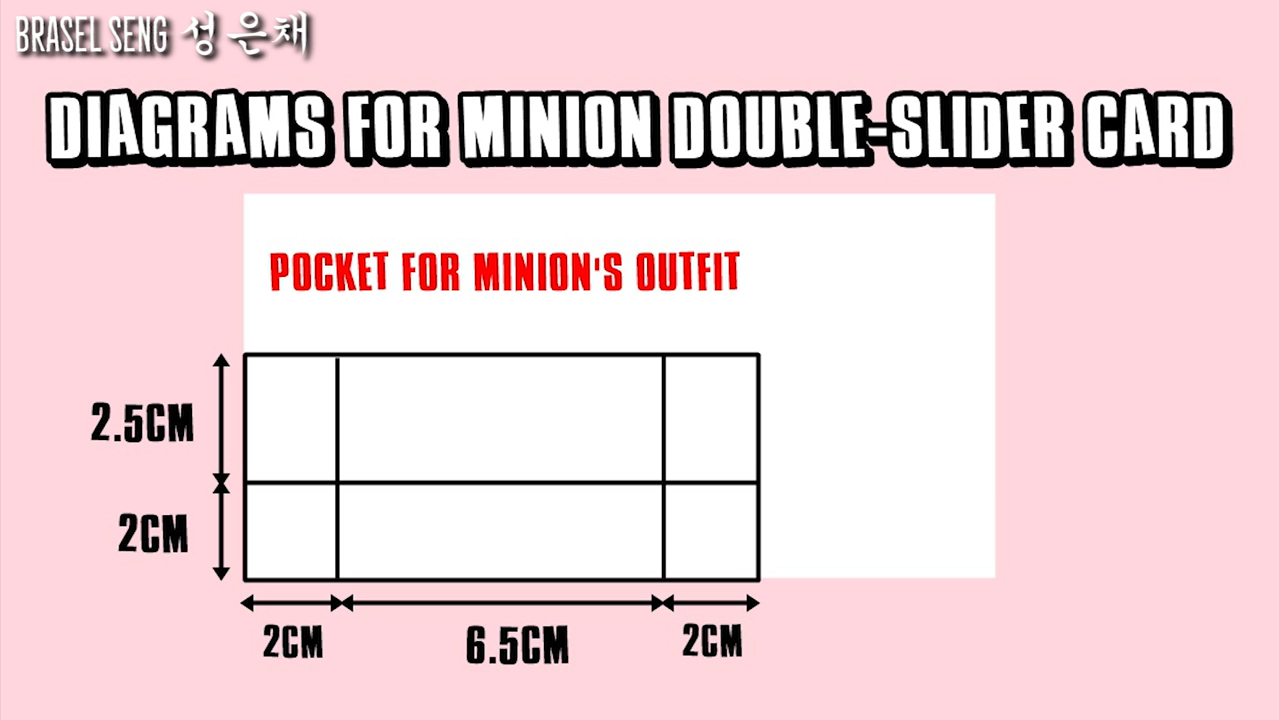 BRASEL SENG 성은채
DIAGRAMS FOR MINION DOUBLE-SLIDER CARD
POCKET FOR MINION'S OUTFIT
2.5CM
2CM
2CM
6.5CM
2CM